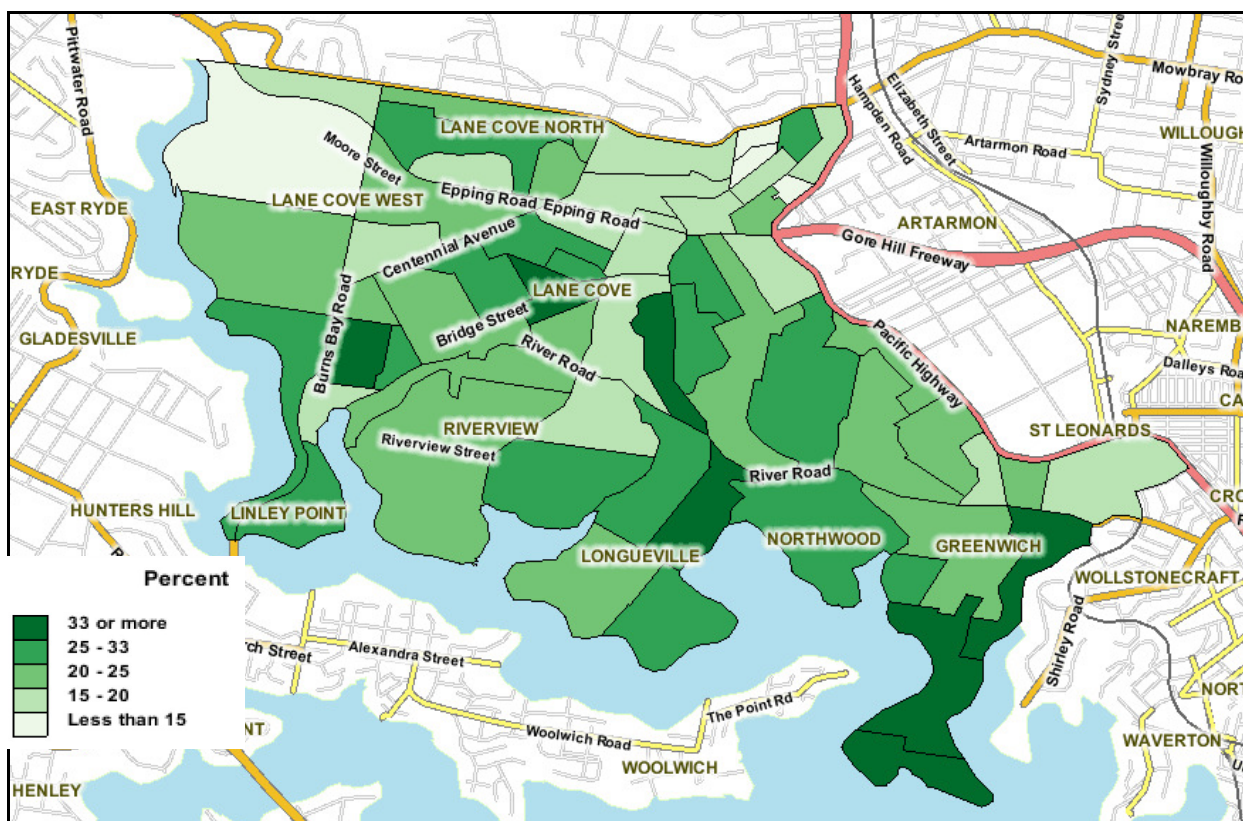 Pittwater Road
Sydney Street
Mowbray Ro
Hampden Road
Elizabeth Street
LANE COVE NORTH
WILLOUGH
Artarmon Road
Moore Street
Willoughby Road
Epping Road
Epping Road
LANE COVE WEST
EAST RYDE
ARTARMON
Centennial Avenue
Gore Hill Freeway
RYDE
LANE COVE
Burns Bay Road
Bridge Street
GLADESVILLE
River Road
Pacific Highway
NAREMB
Dalleys Roa
CA
RIVERVIEW
Riverview Street
ST LEONARDS
River Road
CRO
HUNTERS HILL
LINLEY POINT
LONGUEVILLE
NORTHWOOD
GREENWICH
WOLLSTONECRAFT
Percent
33 or more
25 - 33
20 - 25
15 - 20
Less than 15
rch Street
Alexandra Street
Shirley Road
NORT
The Point Rd
NT
Woolwich Road
WOOLWICH
WAVERTON
HENLEY